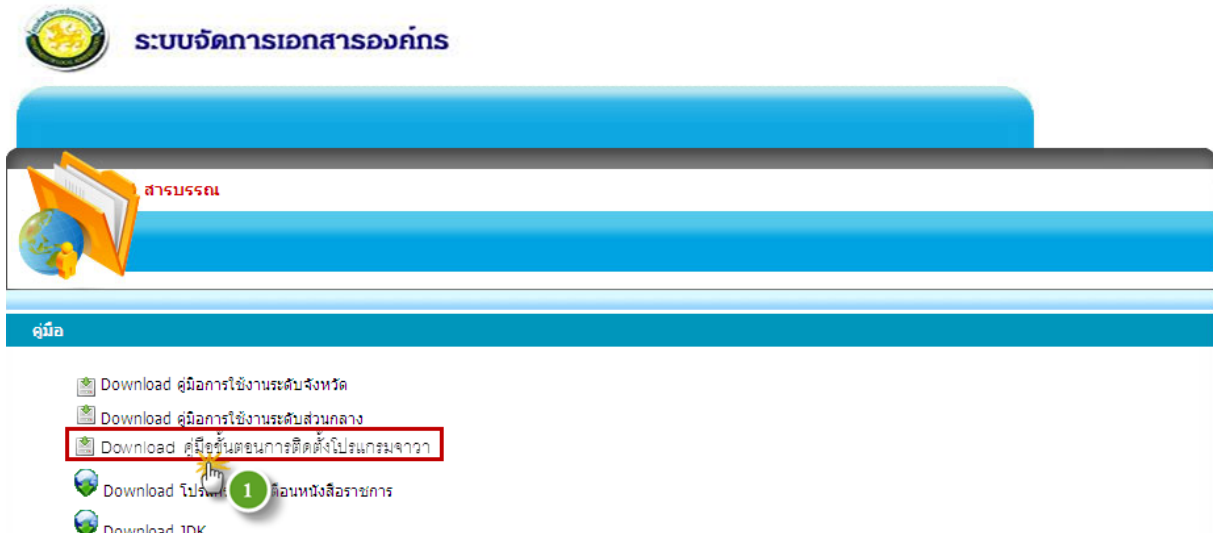 ระบบจัดการเอกสารองค์กร
สารบรรณ
คู่มือ
Download คู่มือการใช้งานระดับจังหวัด
Download คู่มือการใช้งานระดับส่วนกลาง
Download คู่มือขั้นตอนการติดตั้งโปรแกรมจาวา
Download 1 หนังสือราชการ
Download JDK